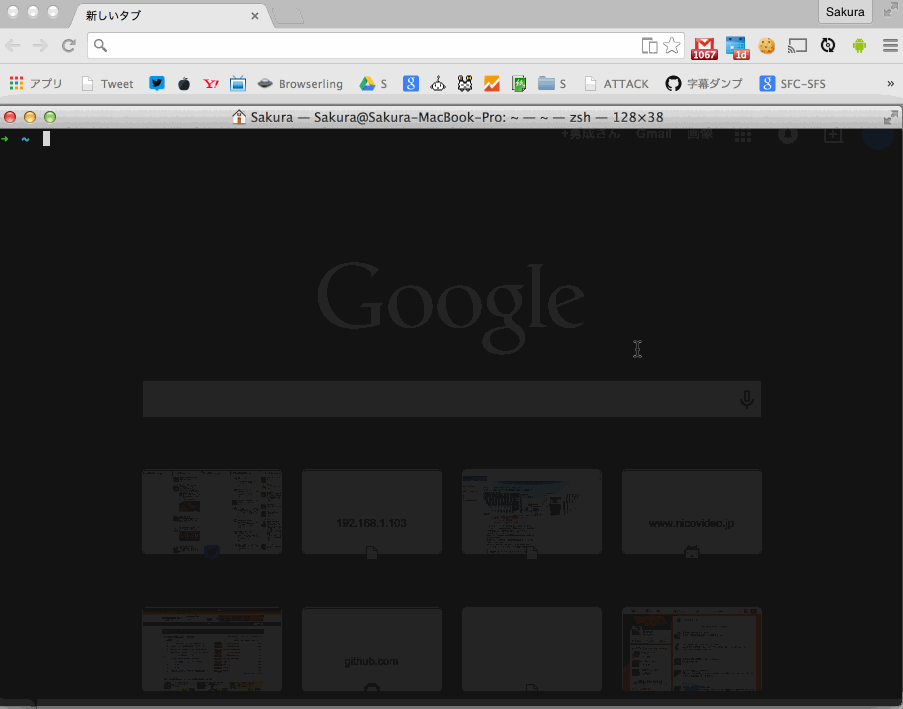 新しいタブ
Sakura
1067
1d
アプリ Tweet Y! Browserling S 8 S ATTACK 字幕ダンプ 8 SFC-SFS »
Sakura — Sakura@Sakura-MacBook-Pro: ~ — ~ — zsh — 128×38
→ ~
+勇成さん Gmail 画像
Google
192.168.1.103
www.nicovideo.jp
github.com